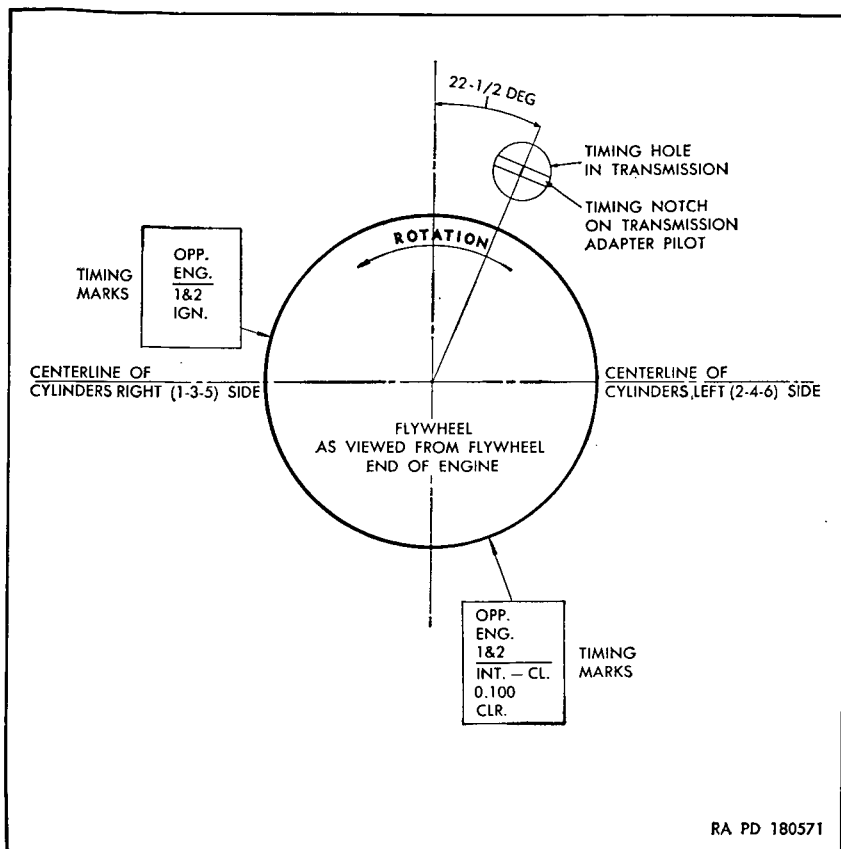 22-1/2 DEG
TIMING HOLE
IN TRANSMISSION
TIMING NOTCH
ON TRANSMISSION
ADAPTER PILOT
ROTATION
OPP.
ENG.
1&2
IGN.
TIMING
MARKS
CENTERLINE OF
CYLINDERS RIGHT (1-3-5) SIDE
CENTERLINE OF
CYLINDERS, LEFT (2-4-6) SIDE
FLYWHEEL
AS VIEWED FROM FLYWHEEL
END OF ENGINE
OPP.
ENG.
1&2
INT. – CL.
0.100
CLR.
TIMING
MARKS
RA PD 180571